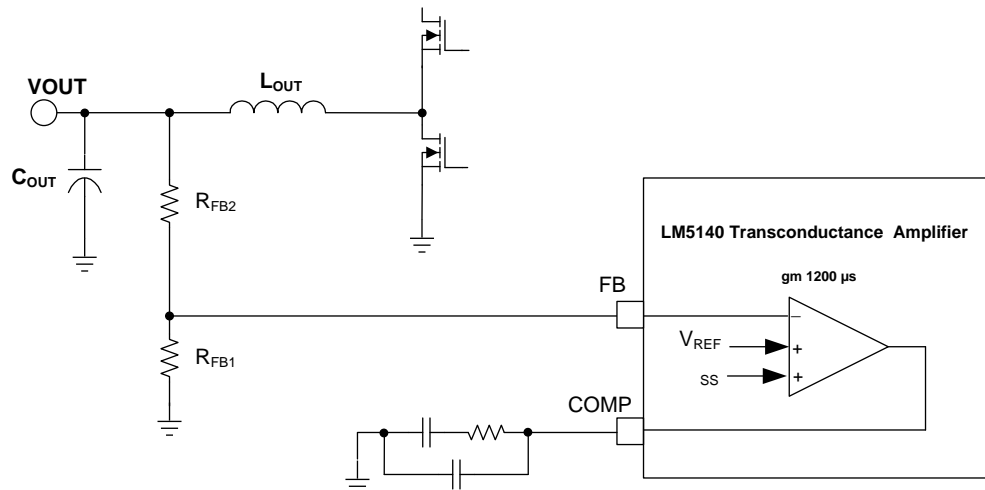 VOUT
LOUT
COUT
RFB2
LM5140 Transconductance Amplifier
gm 1200 µs
FB
−
VREF
+
RFB1
SS
+
COMP